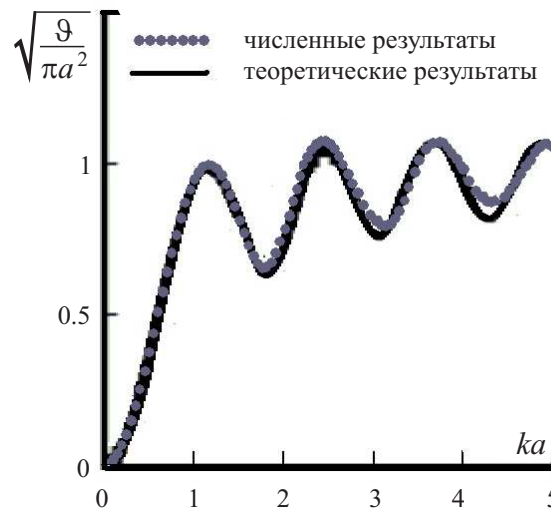 √ϑ/πa²
численные результаты
теоретические результаты
1
0.5
0
ka
0 1 2 3 4 5